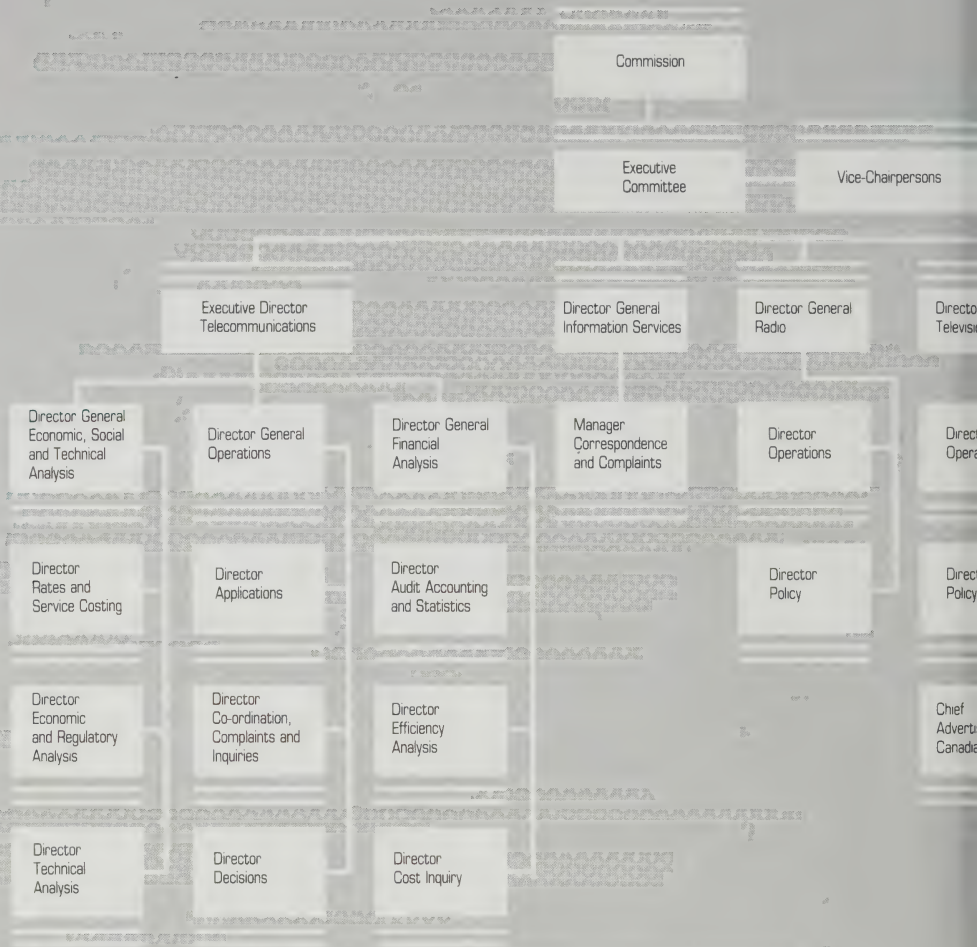 Commission
Executive
Committee
Vice-Chairpersons
Executive Director
Telecommunications
Director General
Information Services
Director General
Radio
Director General
Economic, Social
and Technical
Analysis
Director General
Operations
Director General
Financial
Analysis
Manager
Correspondence
and Complaints
Director
Operations
Director
Rates and
Service Costing
Director
Applications
Director
Audit Accounting
and Statistics
Director
Policy
Policy
Director
Economic
and Regulatory
Analysis
Director
Co-ordination,
Complaints and
Inquiries
Director
Efficiency
Analysis
Chief
Director
Technical
Analysis
Director
Decisions
Director
Cost Inquiry